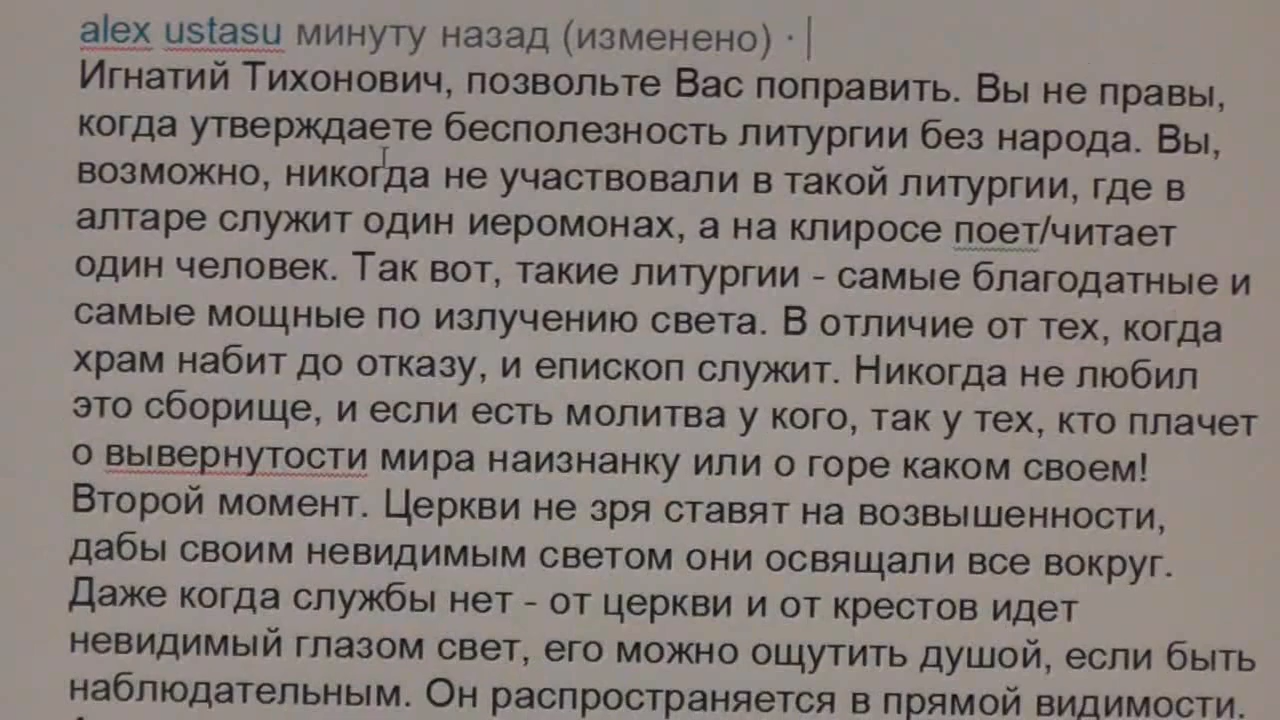 alex ustasu минуту назад (изменено) ·
Игнатий Тихонович, позвольте Вас поправить. Вы не правы,
когда утверждаете бесполезность литургии без народа. Вы,
возможно, никогда не участвовали в такой литургии, где в
алтаре служит один иеромонах, а на клиросе поет/читает
один человек. Так вот, такие литургии - самые благодатные и
самые мощные по излучению света. В отличие от тех, когда
храм набит до отказу, и епископ служит. Никогда не любил
это сборище, и если есть молитва у кого, так у тех, кто плачет
о вывернутости мира наизнанку или о горе каком своем!
Второй момент. Церкви не зря ставят на возвышенности,
дабы своим невидимым светом они освящали все вокруг.
Даже когда службы нет - от церкви и от крестов идет
невидимый глазом свет, его можно ощутить душой, если быть
наблюдательным. Он распространяется в прямой видимости.